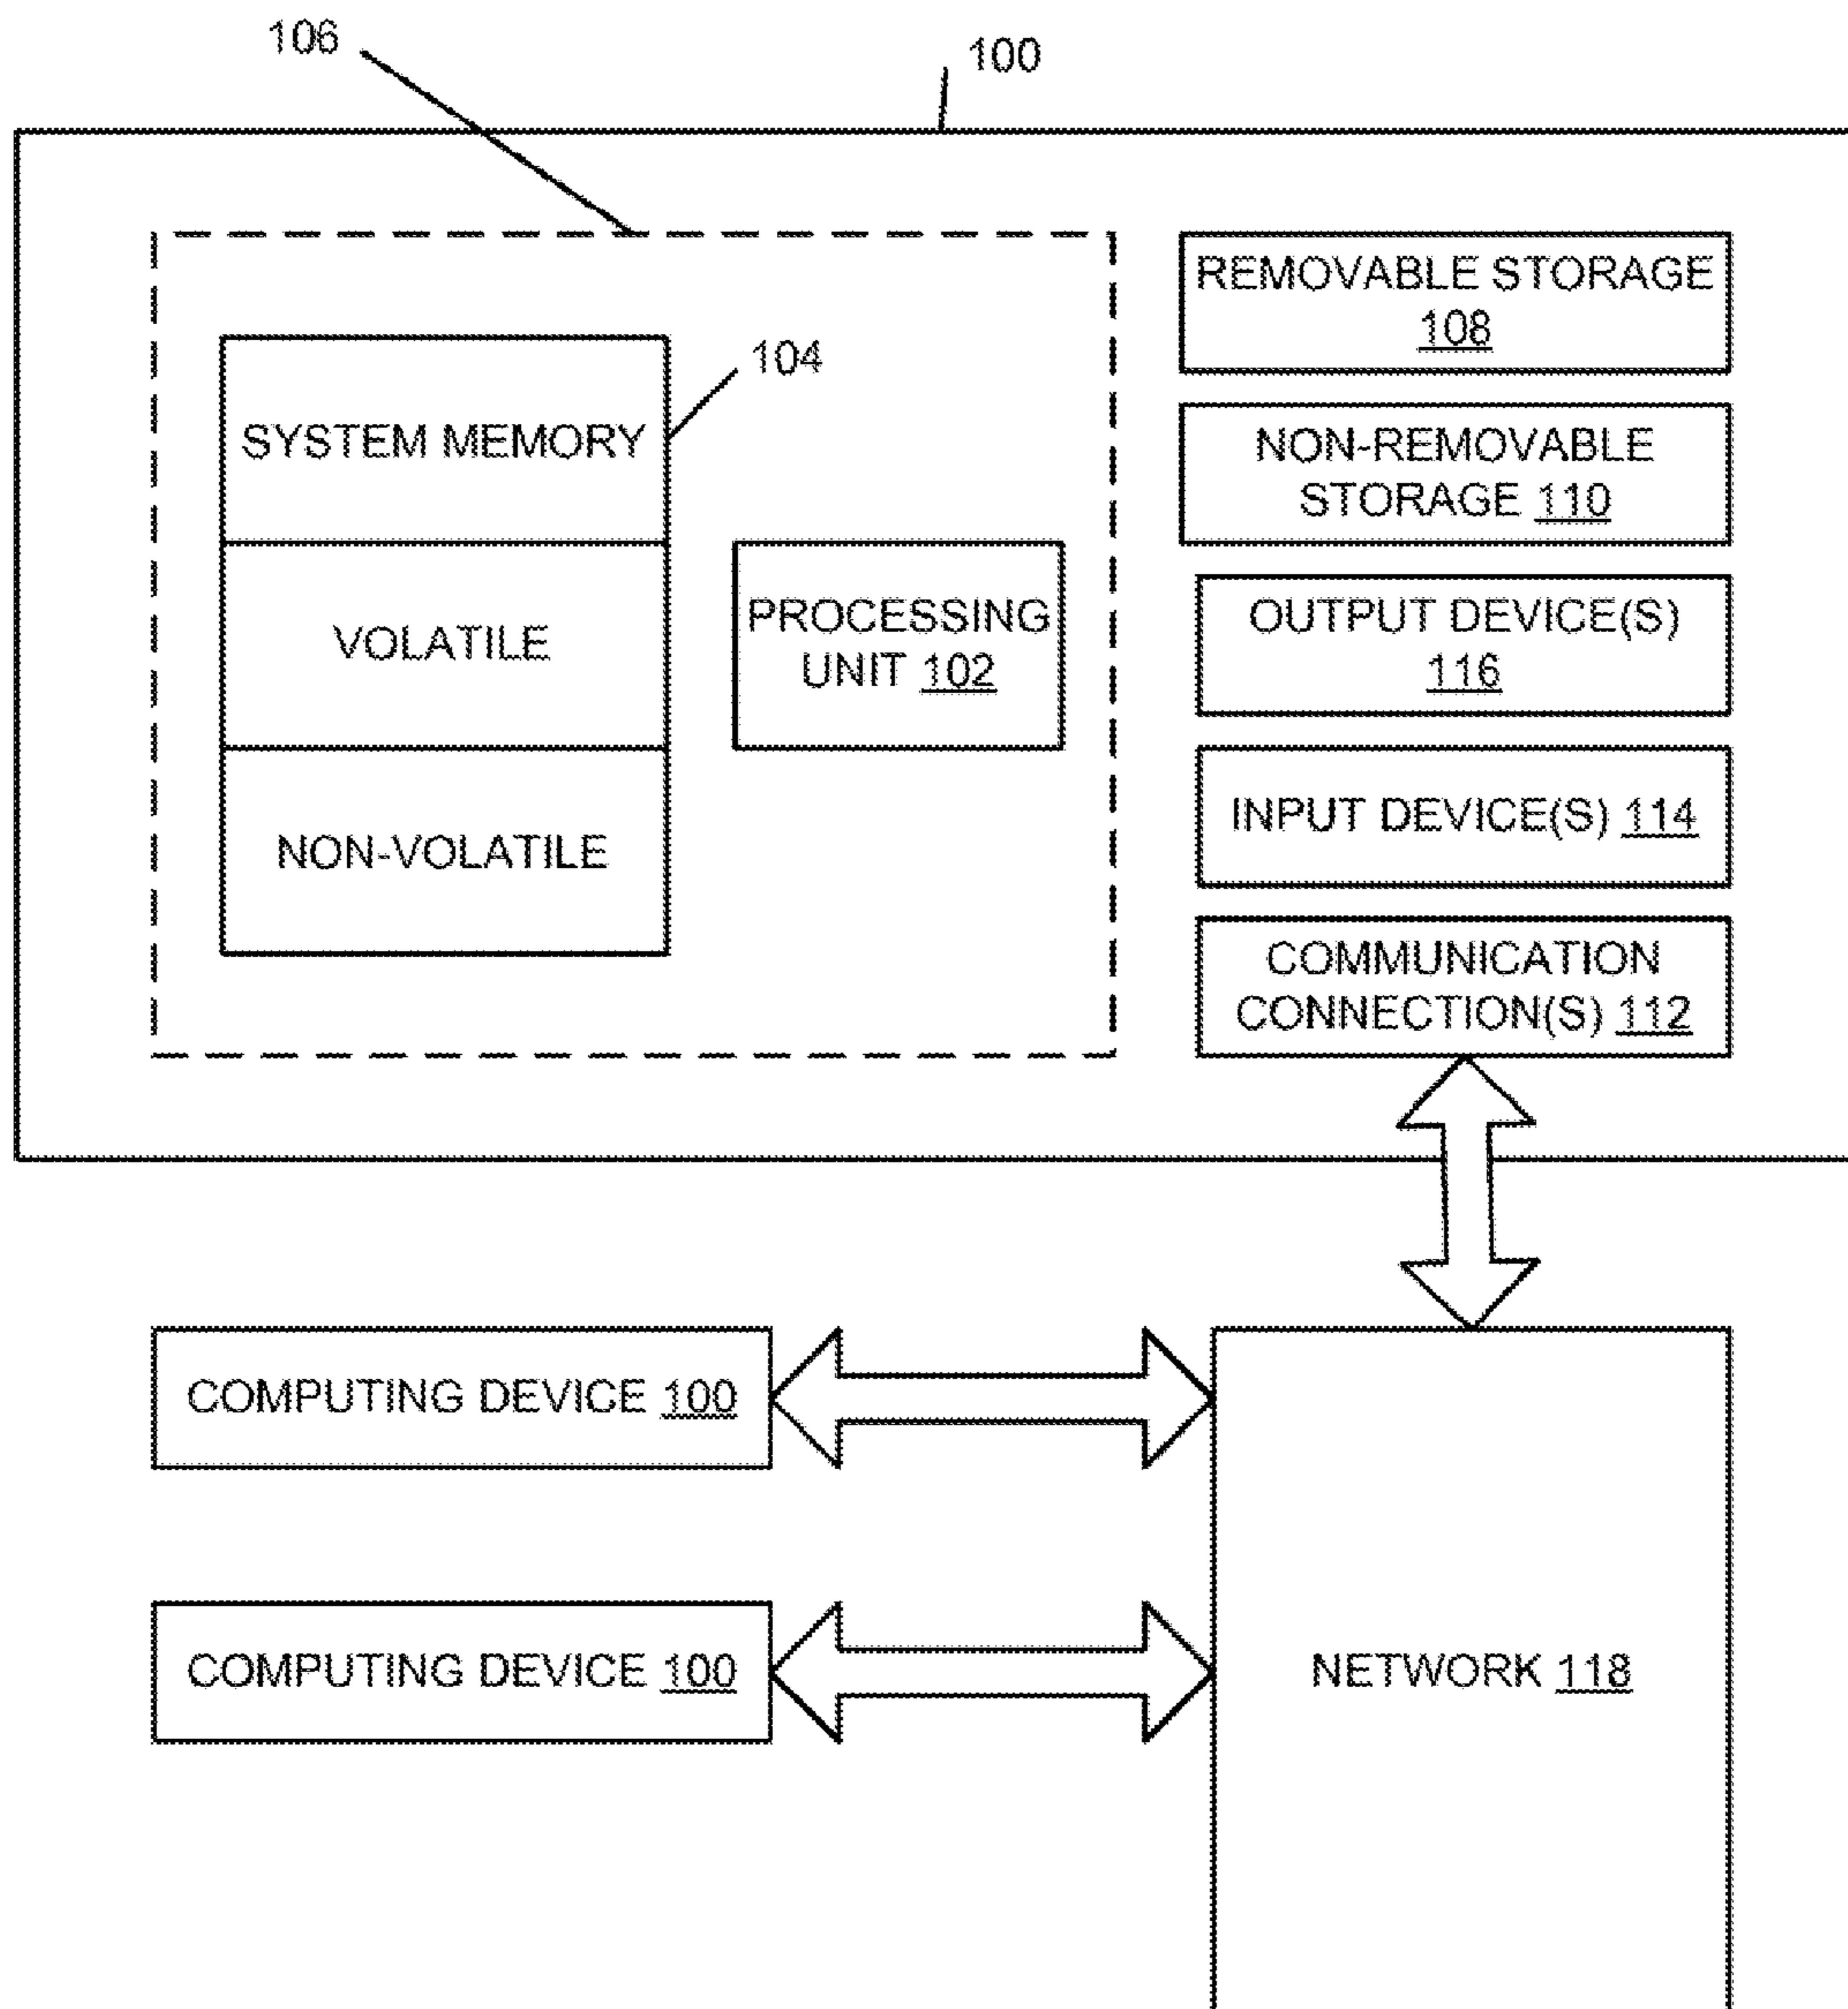 106
100
104
SYSTEM MEMORY
VOLATILE
NON-VOLATILE
PROCESSING
UNIT 102
REMOVABLE STORAGE
108
NON-REMOVABLE
STORAGE 110
OUTPUT DEVICE(S)
116
INPUT DEVICE(S) 114
COMMUNICATION
CONNECTION(S) 112
COMPUTING DEVICE 100
COMPUTING DEVICE 100
NETWORK 118